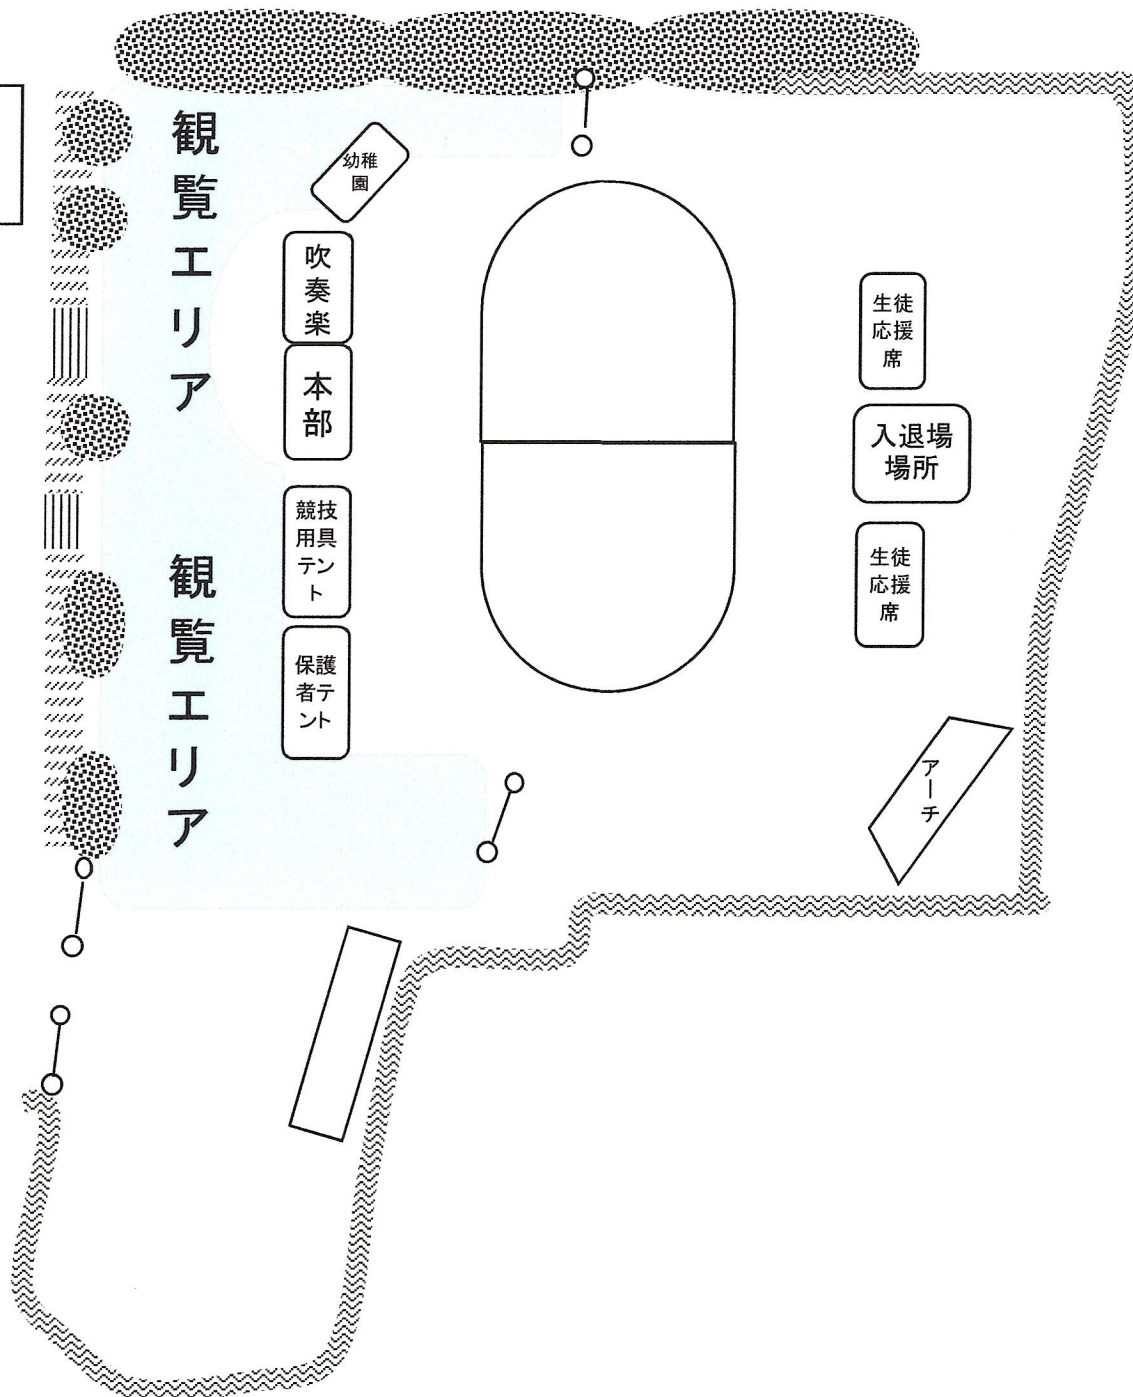 観覧エリア
幼稚
園
吹
奏
楽
本
部
競技
用具
テン
ト
保護
者テ
ント
観覧エリア
生徒
応援
席
入退場
場所
生徒
応援
席
アーチ